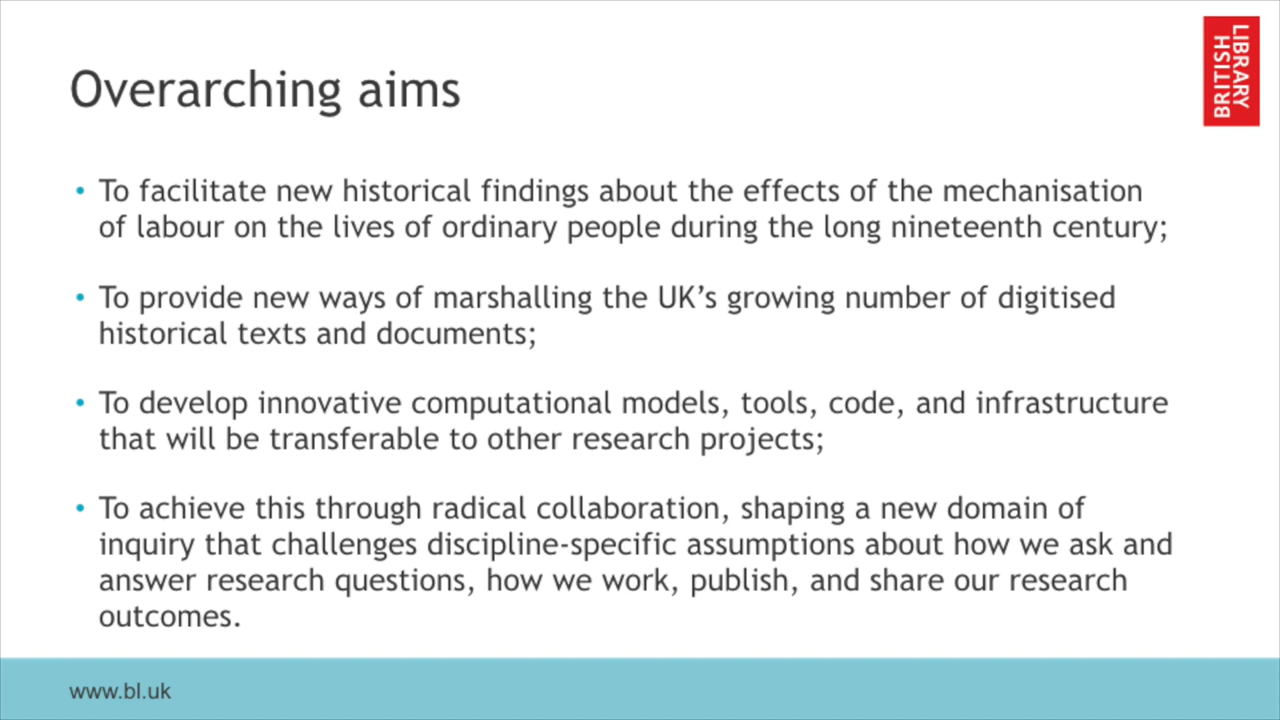 LIBRARY
BRITISH
Overarching aims
• To facilitate new historical findings about the effects of the mechanisation
of labour on the lives of ordinary people during the long nineteenth century;
• To provide new ways of marshalling the UK’s growing number of digitised
historical texts and documents;
• To develop innovative computational models, tools, code, and infrastructure
that will be transferable to other research projects;
• To achieve this through radical collaboration, shaping a new domain of
inquiry that challenges discipline-specific assumptions about how we ask and
answer research questions, how we work, publish, and share our research
outcomes.
www.bl.uk